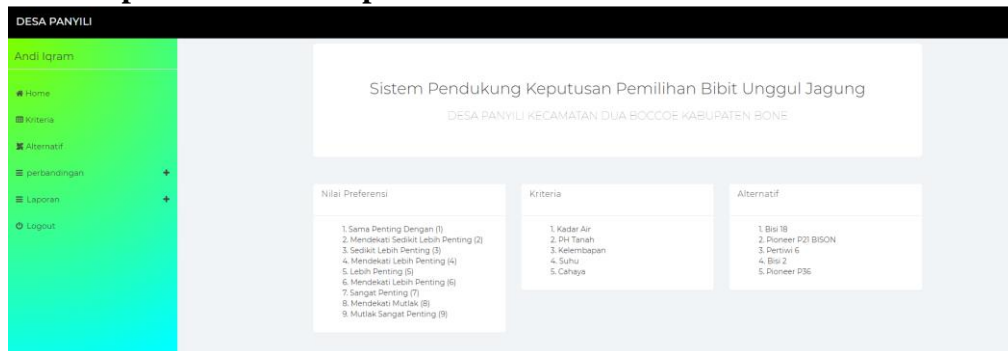 DESA PANYILI
Andi Iqram
Home
Kriteria
Alternatif
perbandingan +
Laporan +
Logout
Sistem Pendukung Keputusan Pemilihan Bibit Unggul Jagung
DESA PANYILI KECAMATAN DUA BOCCOE KABUPATEN BONE
Nilai Preferensi
1. Sama Penting Dengan (1)
2. Mendekati Sedikit Lebih Penting (2)
3. Sedikit Lebih Penting (3)
4. Mendekati Lebih Penting (4)
5. Lebih Penting (5)
6. Mendekati Lebih Penting (6)
7. Sangat Penting (7)
8. Mendekati Mutlak (8)
9. Mutlak Sangat Penting (9)
Kriteria
1. Kadar Air
2. PH Tanah
3. Kelembapan
4. Suhu
5. Cahaya
Alternatif
1. Bisi 18
2. Pioneer P21 BISON
3. Pertiwi 6
4. Bisi 2
5. Pioneer P36